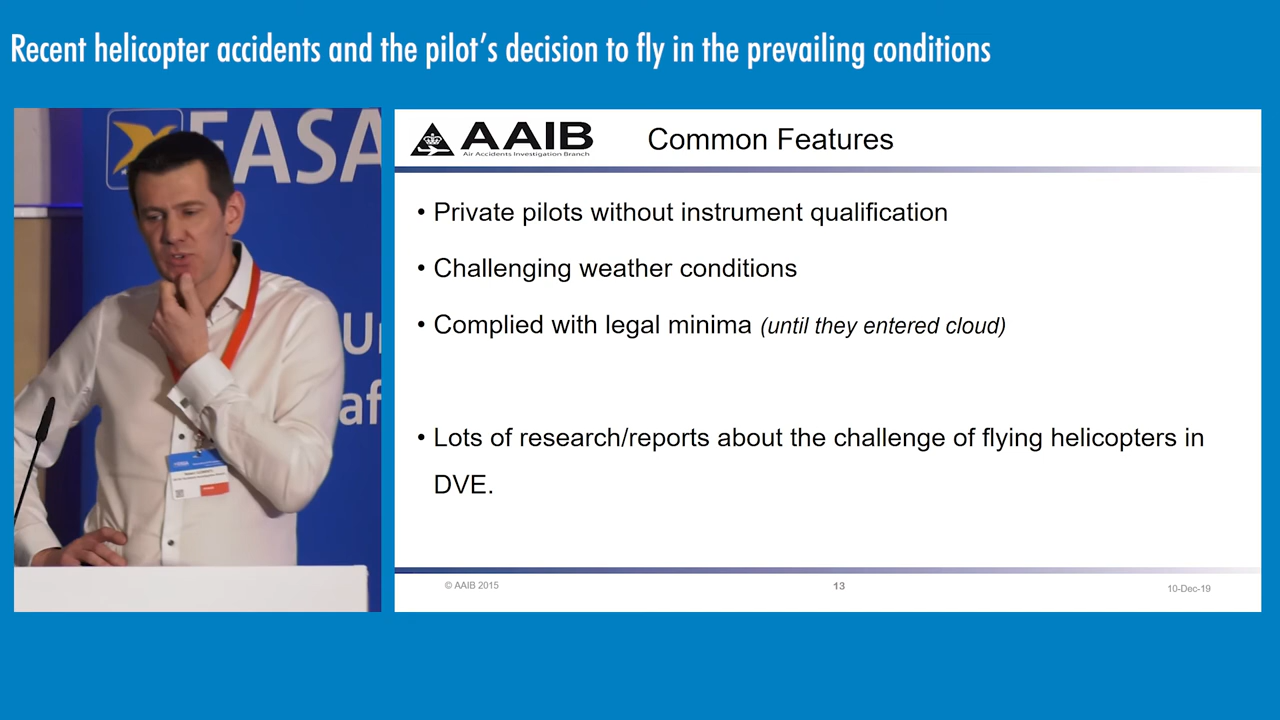 Recent helicopter accidents and the pilot's decision to fly in the prevailing conditions
EASA
AAIB
Air Accidents Investigation Branch
Common Features
• Private pilots without instrument qualification
• Challenging weather conditions
• Complied with legal minima (until they entered cloud)
• Lots of research/reports about the challenge of flying helicopters in
DVE.
© AAIB 2015
13
10-Dec-19